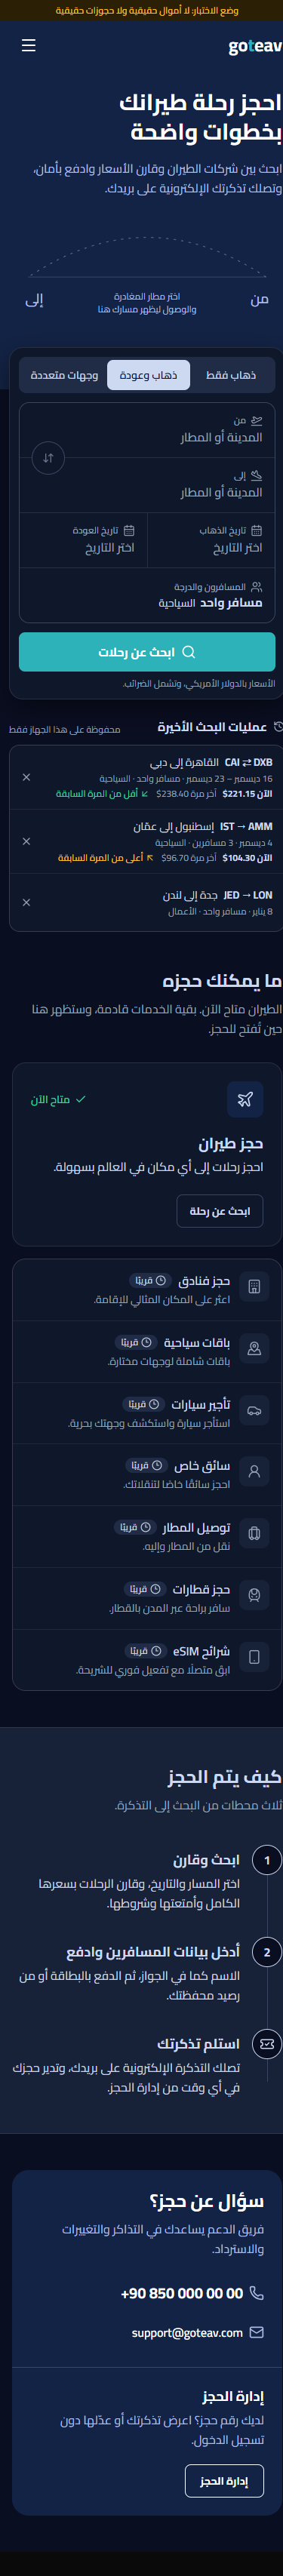 وضع الاختبار: لا أموال حقيقية ولا حجوزات حقيقية
goteav
احجز رحلة طيرانك
بخطوات واضحة
ابحث بين شركات الطيران وقارن الأسعار وادفع بأمان،
وتصلك تذكرتك الإلكترونية على بريدك.
من
اختر مطار المغادرة
والوصول ليظهر مسارك هنا
إلى
ذهاب فقط
ذهاب وعودة
وجهات متعددة
من
المدينة أو المطار
إلى
المدينة أو المطار
تاريخ الذهاب
اختر التاريخ
تاريخ العودة
اختر التاريخ
المسافرون والدرجة
مسافر واحد السياحية
ابحث عن رحلات
الأسعار بالدولار الأمريكي، وتشمل الضرائب.
عمليات البحث الأخيرة
محفوظة على هذا الجهاز فقط
CAI ⇄ DXB القاهرة إلى دبي
16 ديسمبر – 23 ديسمبر · مسافر واحد · السياحية
الآن $221.15 آخر مرة $238.40 أقل من المرة السابقة
IST → AMM إسطنبول إلى عمّان
4 ديسمبر · 3 مسافرين · السياحية
الآن $104.30 آخر مرة $96.70 أعلى من المرة السابقة
JED → LON جدة إلى لندن
8 يناير · مسافر واحد · الأعمال
ما يمكنك حجزه
الطيران متاح الآن. بقية الخدمات قادمة، وستظهر هنا
حين تُفتح للحجز.
متاح الآن
حجز طيران
احجز رحلات إلى أي مكان في العالم بسهولة.
ابحث عن رحلة
حجز فنادق قريبًا
اعثر على المكان المثالي للإقامة.
باقات سياحية قريبًا
باقات شاملة لوجهات مختارة.
تأجير سيارات قريبًا
استأجر سيارة واستكشف وجهتك بحرية.
سائق خاص قريبًا
احجز سائقًا خاصًا لتنقلاتك.
توصيل المطار قريبًا
نقل من المطار وإليه.
حجز قطارات قريبًا
سافر براحة عبر المدن بالقطار.
شرائح eSIM قريبًا
ابقَ متصلًا مع تفعيل فوري للشريحة.
كيف يتم الحجز
ثلاث محطات من البحث إلى التذكرة.
1
ابحث وقارن
اختر المسار والتاريخ، وقارن الرحلات بسعرها
الكامل وأمتعتها وشروطها.
2
أدخل بيانات المسافرين وادفع
الاسم كما في الجواز، ثم الدفع بالبطاقة أو من
رصيد محفظتك.
استلم تذكرتك
تصلك التذكرة الإلكترونية على بريدك، وتدير حجزك
في أي وقت من إدارة الحجز.
سؤال عن حجز؟
فريق الدعم يساعدك في التذاكر والتغييرات
والاسترداد.
+90 850 000 00 00
support@goteav.com
إدارة الحجز
لديك رقم حجز؟ اعرض تذكرتك أو عدّلها دون
تسجيل الدخول.
إدارة الحجز